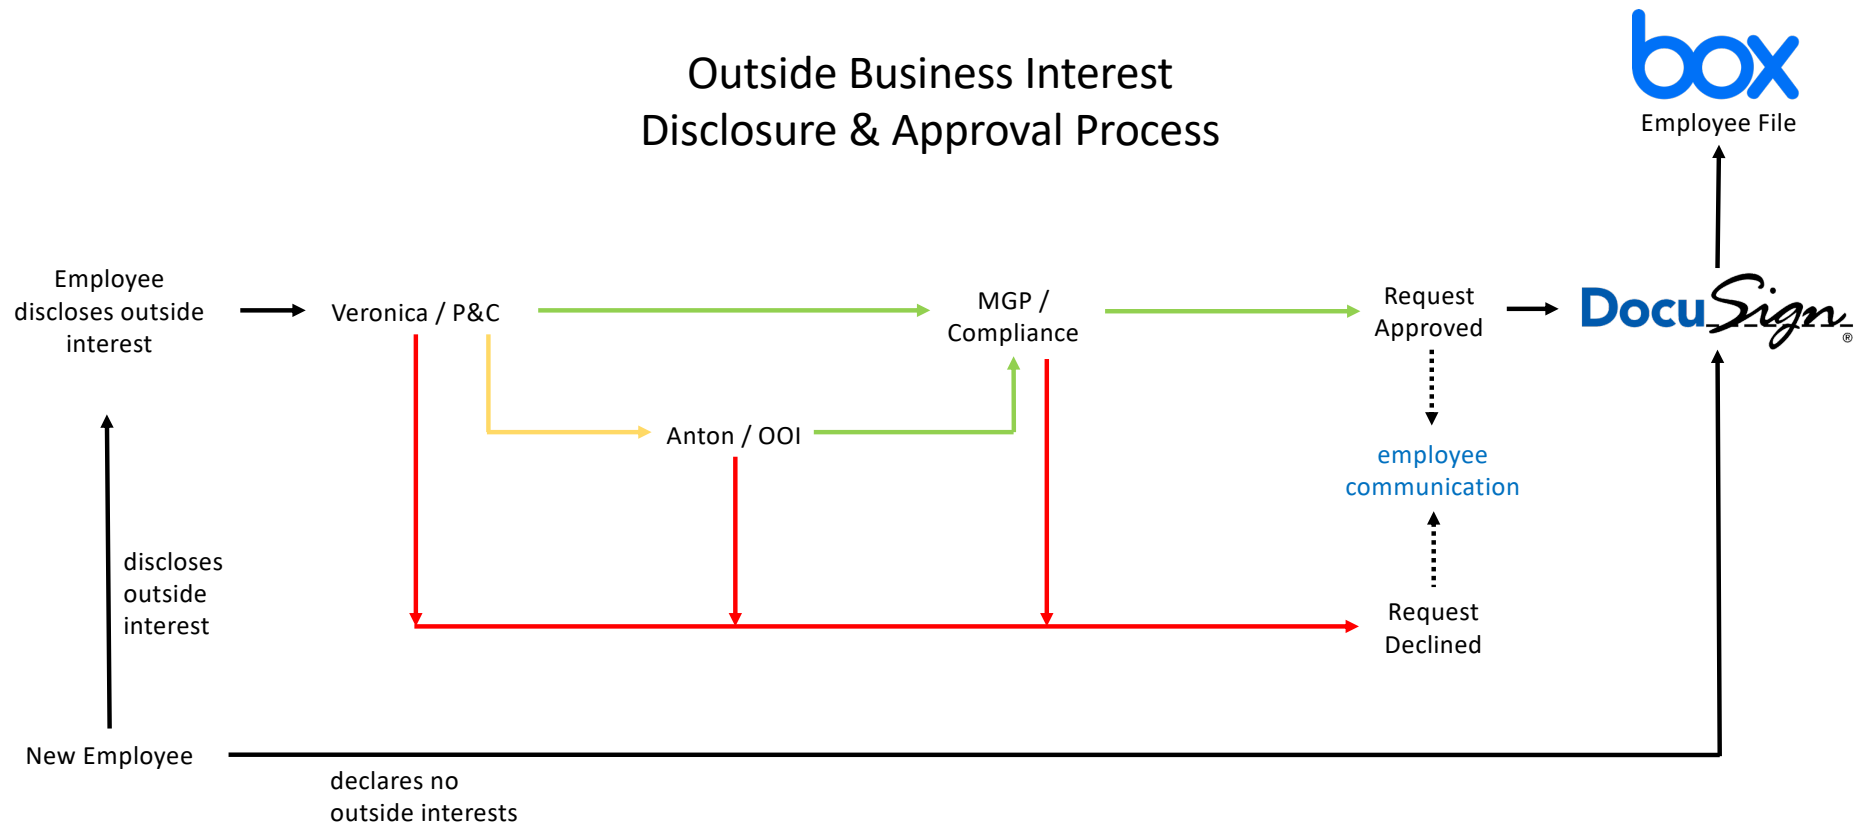 Outside Business Interest
Disclosure & Approval Process
box
Employee File
Employee
discloses outside
interest
Veronica / P&C
MGP /
Compliance
Request
Approved
DocuSign
®
Anton / OOI
employee
communication
discloses
outside
interest
Request
Declined
New Employee
declares no
outside interests